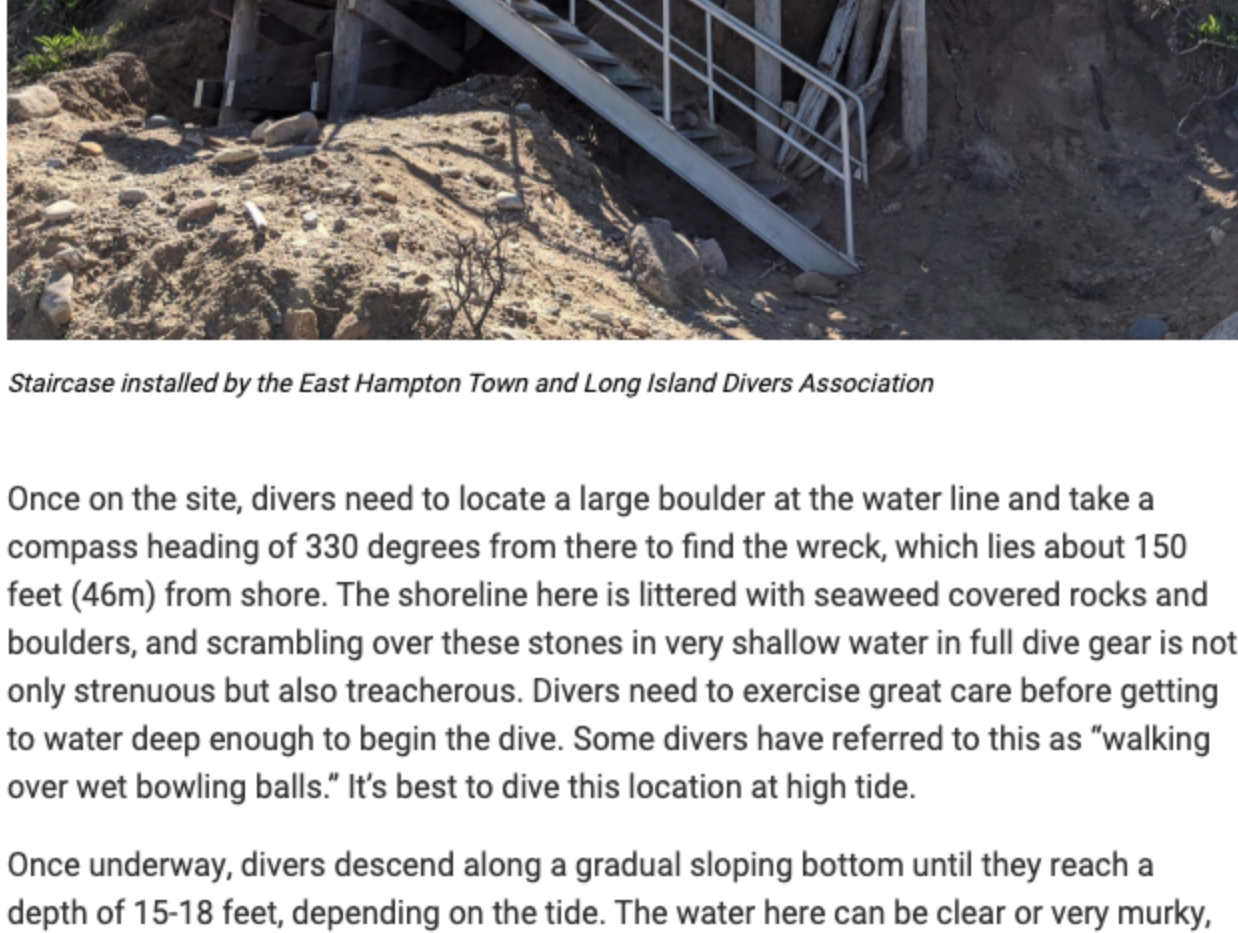 Staircase installed by the East Hampton Town and Long Island Divers Association
Once on the site, divers need to locate a large boulder at the water line and take a
compass heading of 330 degrees from there to find the wreck, which lies about 150
feet (46m) from shore. The shoreline here is littered with seaweed covered rocks and
boulders, and scrambling over these stones in very shallow water in full dive gear is not
only strenuous but also treacherous. Divers need to exercise great care before getting
to water deep enough to begin the dive. Some divers have referred to this as “walking
over wet bowling balls.” It’s best to dive this location at high tide.
Once underway, divers descend along a gradual sloping bottom until they reach a
depth of 15-18 feet, depending on the tide. The water here can be clear or very murky,